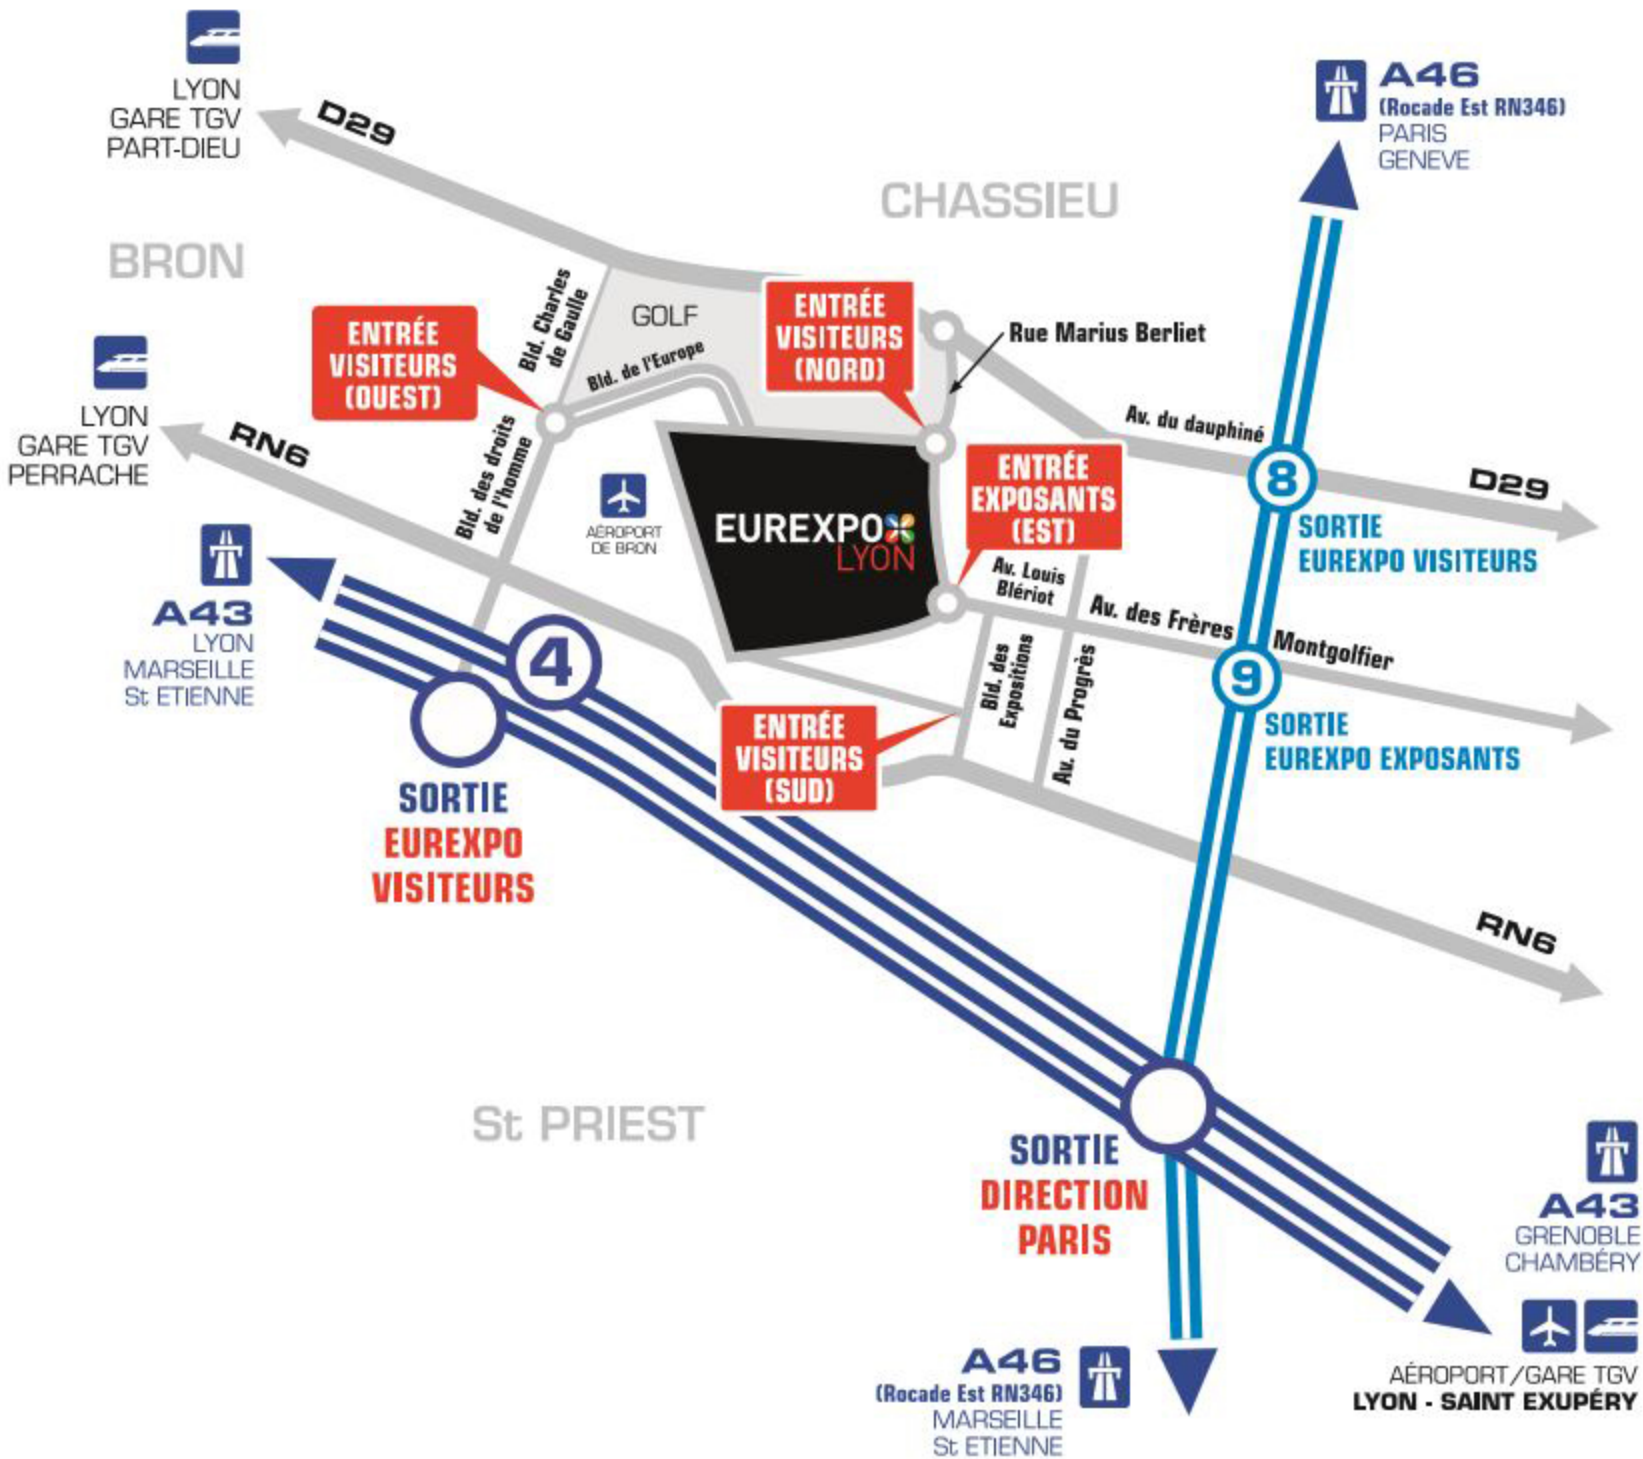 LYON
GARE TGV
PART-DIEU
D29
A46
(Rocade Est RN346)
PARIS
GENEVE
CHASSIEU
BRON
Bld. Charles
de Gaulle
GOLF
ENTRÉE
VISITEURS
(NORD)
Rue Marius Berliet
ENTRÉE
VISITEURS
(OUEST)
Bld. de l'Europe
LYON
GARE TGV
PERRACHE
RN6
Bld. des droits
de l'homme
Av. du dauphiné
8
D29
SORTIE
EUREXPO VISITEURS
ENTRÉE
EXPOSANTS
(EST)
AÉROPORT
DE BRON
EUREXPO
LYON
A43
LYON
MARSEILLE
St ETIENNE
Av. Louis
Blériot
Av. des Frères
Montgolfier
4
9
SORTIE
EUREXPO EXPOSANTS
Bld. des
Expositions
Av. du Progrès
ENTRÉE
VISITEURS
(SUD)
SORTIE
EUREXPO
VISITEURS
RN6
St PRIEST
SORTIE
DIRECTION
PARIS
A43
GRENOBLE
CHAMBÉRY
AÉROPORT/GARE TGV
LYON - SAINT EXUPÉRY
A46
(Rocade Est RN346)
MARSEILLE
St ETIENNE